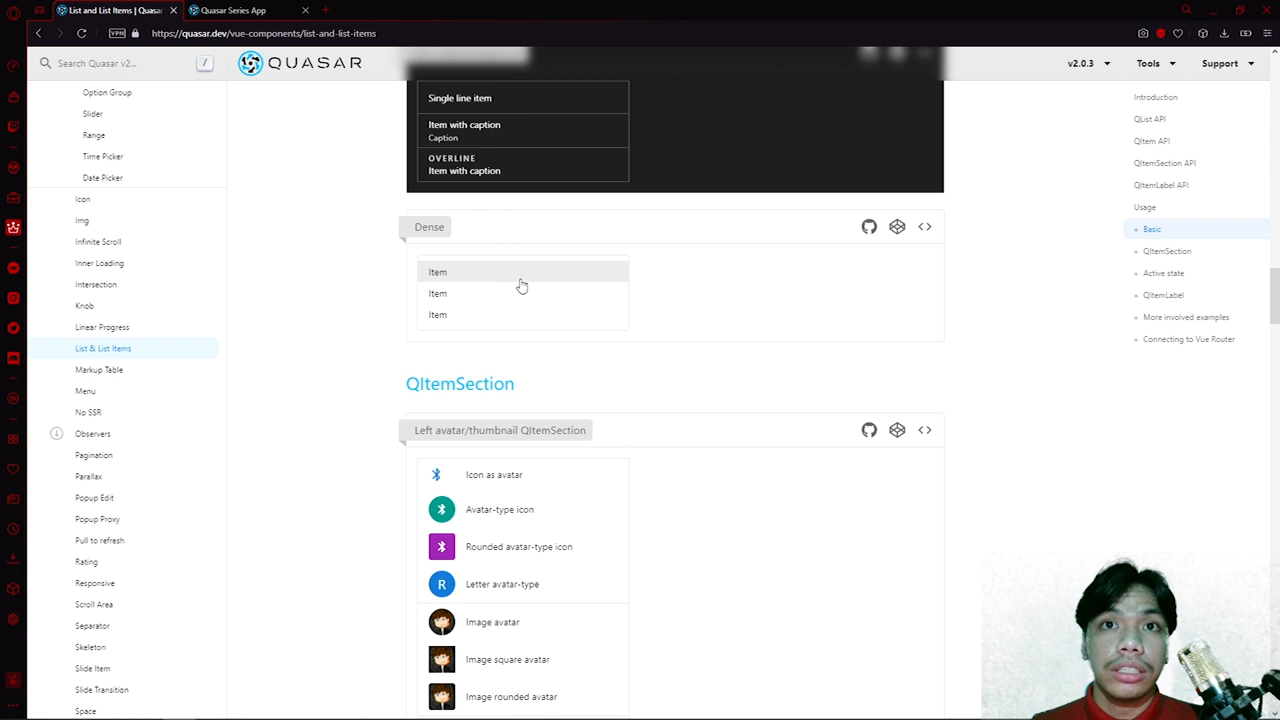 List and List Items | Quasar
Quasar Series App
VPN
https://quasar.dev/vue-components/list-and-list-items
Search Quasar v2...
/
QUASAR
v2.0.3
Tools
Support
Option Group
Slider
Range
Time Picker
Date Picker
Icon
Img
Infinite Scroll
Inner Loading
Intersection
Knob
Linear Progress
List & List Items
Markup Table
Menu
No SSR
Observers
Pagination
Parallax
Popup Edit
Popup Proxy
Pull to refresh
Rating
Responsive
Scroll Area
Separator
Skeleton
Slide Item
Slide Transition
Space
Single line item
Item with caption
Caption
OVERLINE
Item with caption
Dense
Item
Item
Item
QItemSection
Left avatar/thumbnail QItemSection
Icon as avatar
Avatar-type icon
Rounded avatar-type icon
R
Letter avatar-type
Image avatar
Image square avatar
Image rounded avatar
Introduction
QList API
QItem API
QItemSection API
QItemLabel API
Usage
» Basic
» QItemSection
» Active state
» QItemLabel
» More involved examples
» Connecting to Vue Router